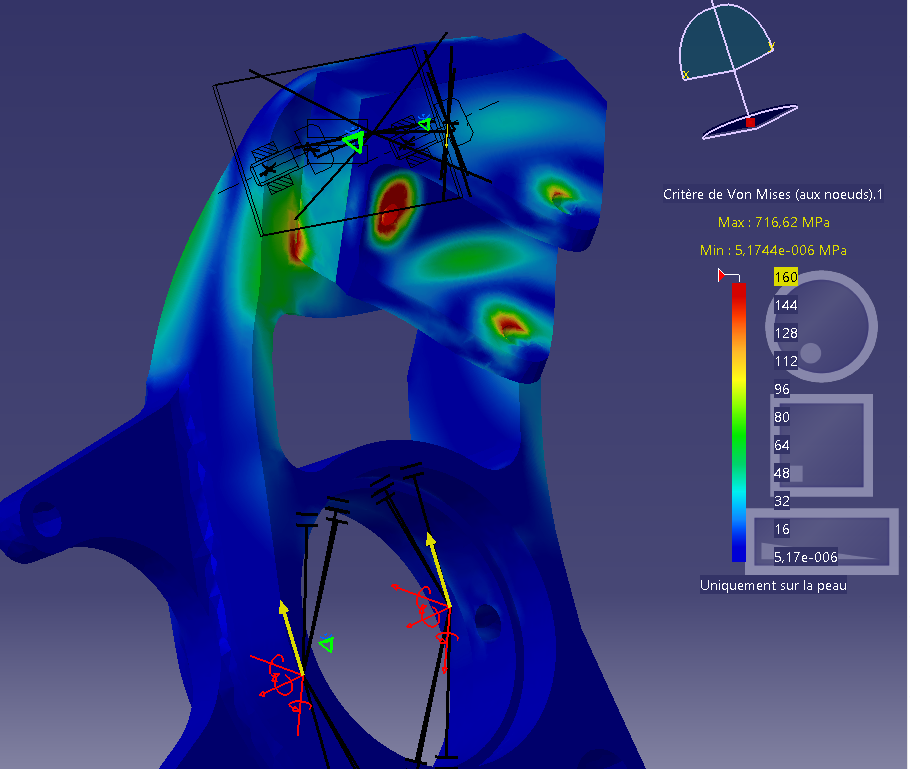 Y
X
Critère de Von Mises (aux noeuds).1
Max : 716,62 MPa
Min : 5,1744e-006 MPa
160
144
128
112
96
80
64
48
32
16
5,17e-006
Uniquement sur la peau